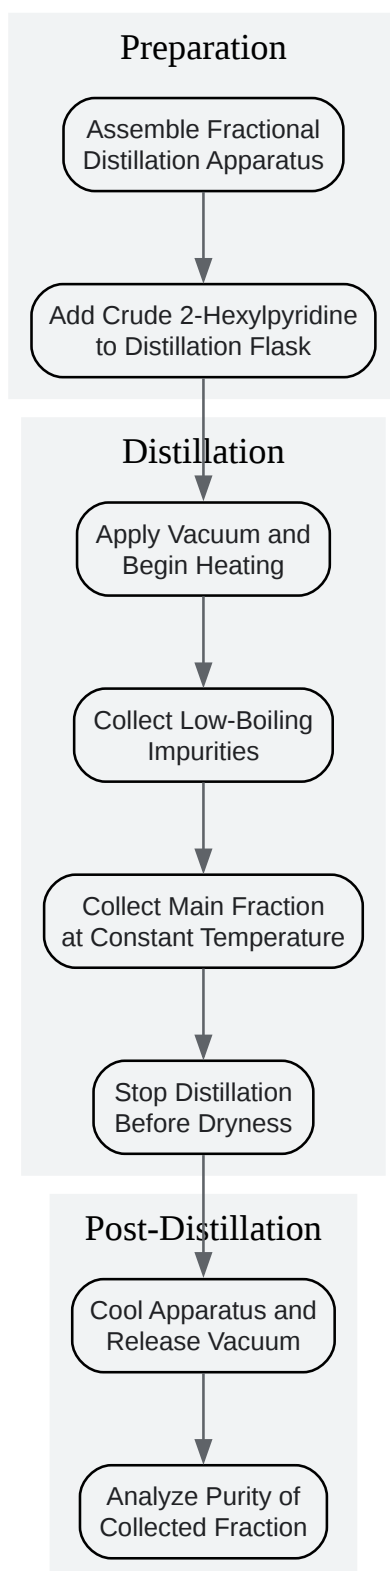 Preparation
Assemble Fractional
Distillation Apparatus
Add Crude 2-Hexylpyridine
to Distillation Flask
Distillation
Apply Vacuum and
Begin Heating
Collect Low-Boiling
Impurities
Collect Main Fraction
at Constant Temperature
Stop Distillation
Before Dryness
Post-Distillation
Cool Apparatus and
Release Vacuum
Analyze Purity of
Collected Fraction